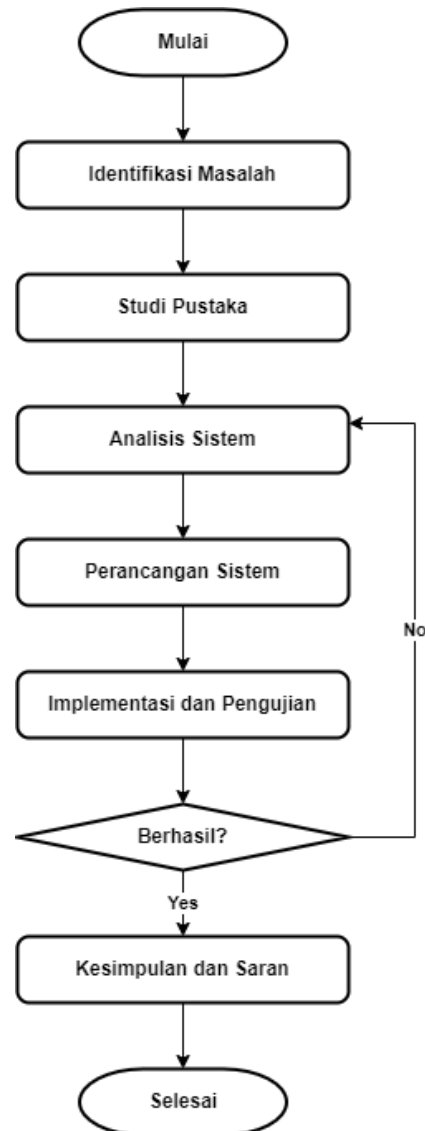 Mulai
Identifikasi Masalah
Studi Pustaka
Analisis Sistem
Perancangan Sistem
No
Implementasi dan Pengujian
Berhasil?
Yes
Kesimpulan dan Saran
Selesai